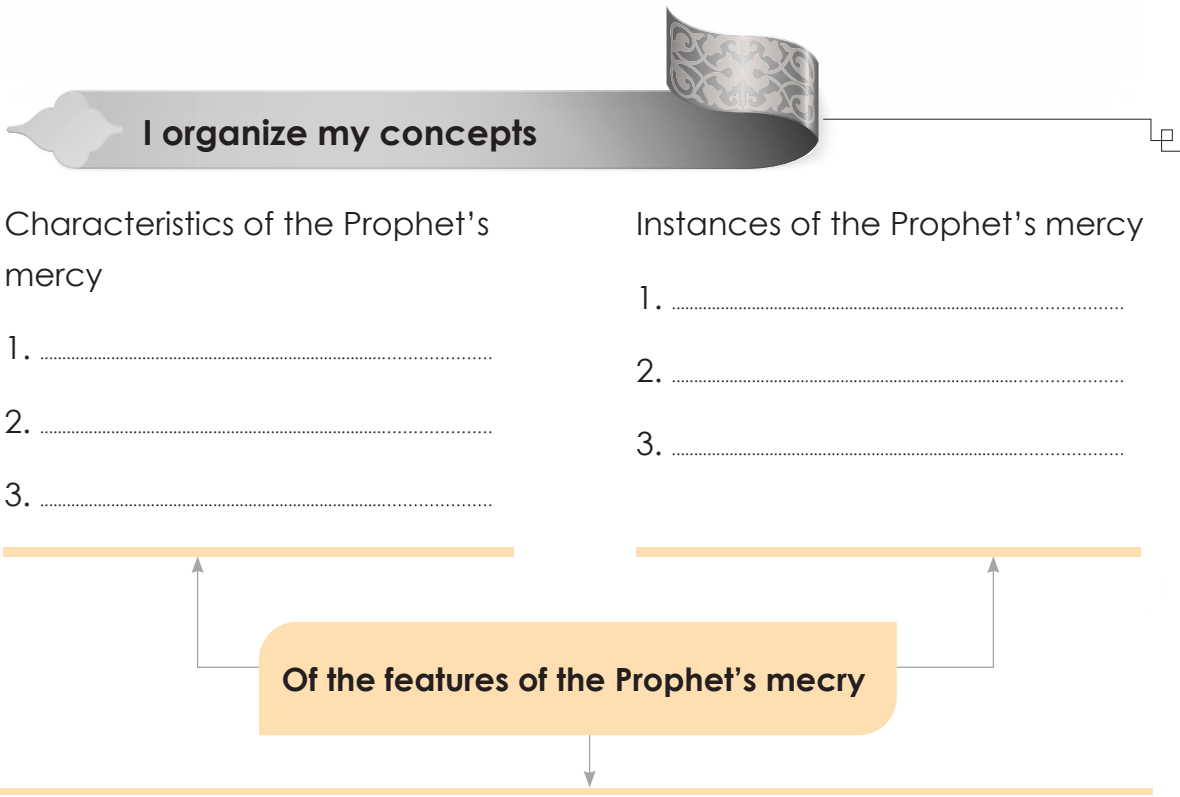 I organize my concepts
Characteristics of the Prophet's
mercy
1. ........................................................
2. ........................................................
3. ........................................................
Instances of the Prophet's mercy
1. ........................................................
2. ........................................................
3. ........................................................
Of the features of the Prophet's mecry